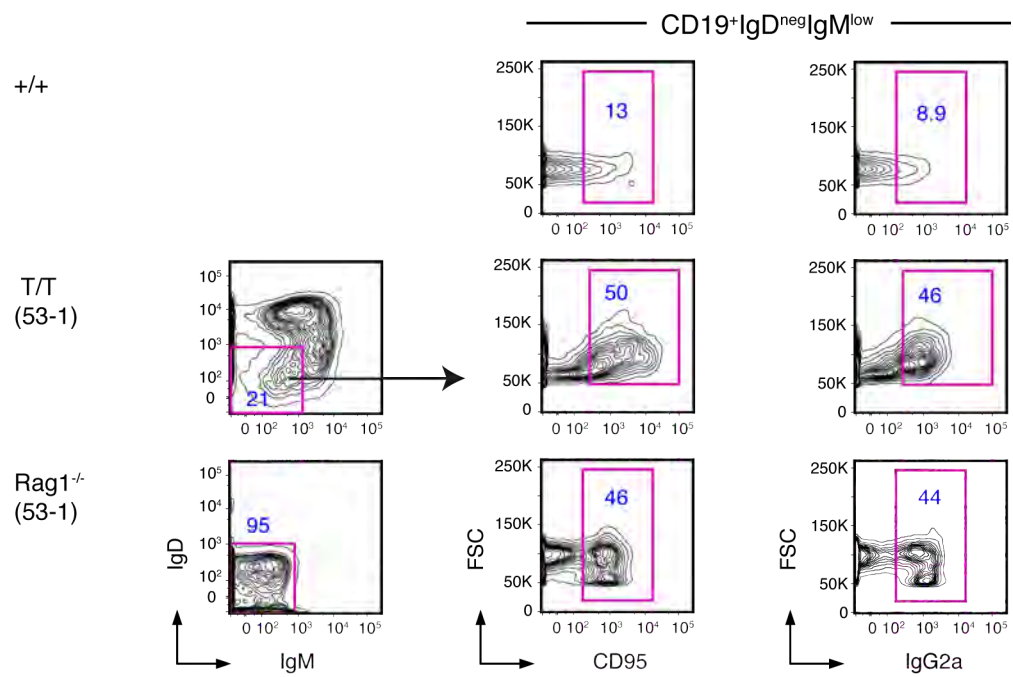 CD19⁺IgDⁿᵉᵍIgMˡᵒʷ
+/+
250K
150K
50K
0
13
0 10² 10³ 10⁴ 10⁵
250K
150K
50K
0
8.9
0 10² 10³ 10⁴ 10⁵
T/T
(53-1)
10⁵
10⁴
10³
10²
0
21
0 10² 10³ 10⁴ 10⁵
250K
150K
50K
0
50
0 10² 10³ 10⁴ 10⁵
250K
150K
50K
0
46
0 10² 10³ 10⁴ 10⁵
Rag1⁻/⁻
(53-1)
IgD
10⁵
10⁴
10³
10²
0
95
0 10² 10³ 10⁴ 10⁵
IgM
FSC
250K
150K
50K
0
46
0 10² 10³ 10⁴ 10⁵
CD95
FSC
250K
150K
50K
0
44
0 10² 10³ 10⁴ 10⁵
IgG2a